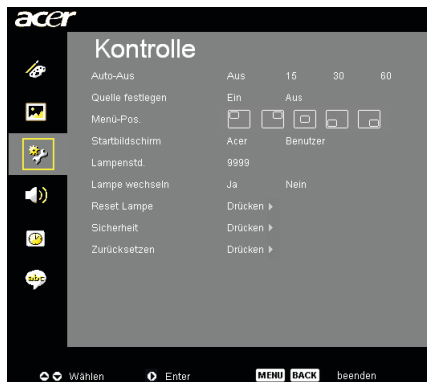 acer
Kontrolle
Auto-Aus Aus 15 30 60
Quelle festlegen Ein Aus
Menü-Pos.
Startbildschirm Acer Benutzer
Lampenstd. 9999
Lampe wechseln Ja Nein
Reset Lampe Drücken
Sicherheit Drücken
Zurücksetzen Drücken
abc
Wählen Enter MENU BACK beenden